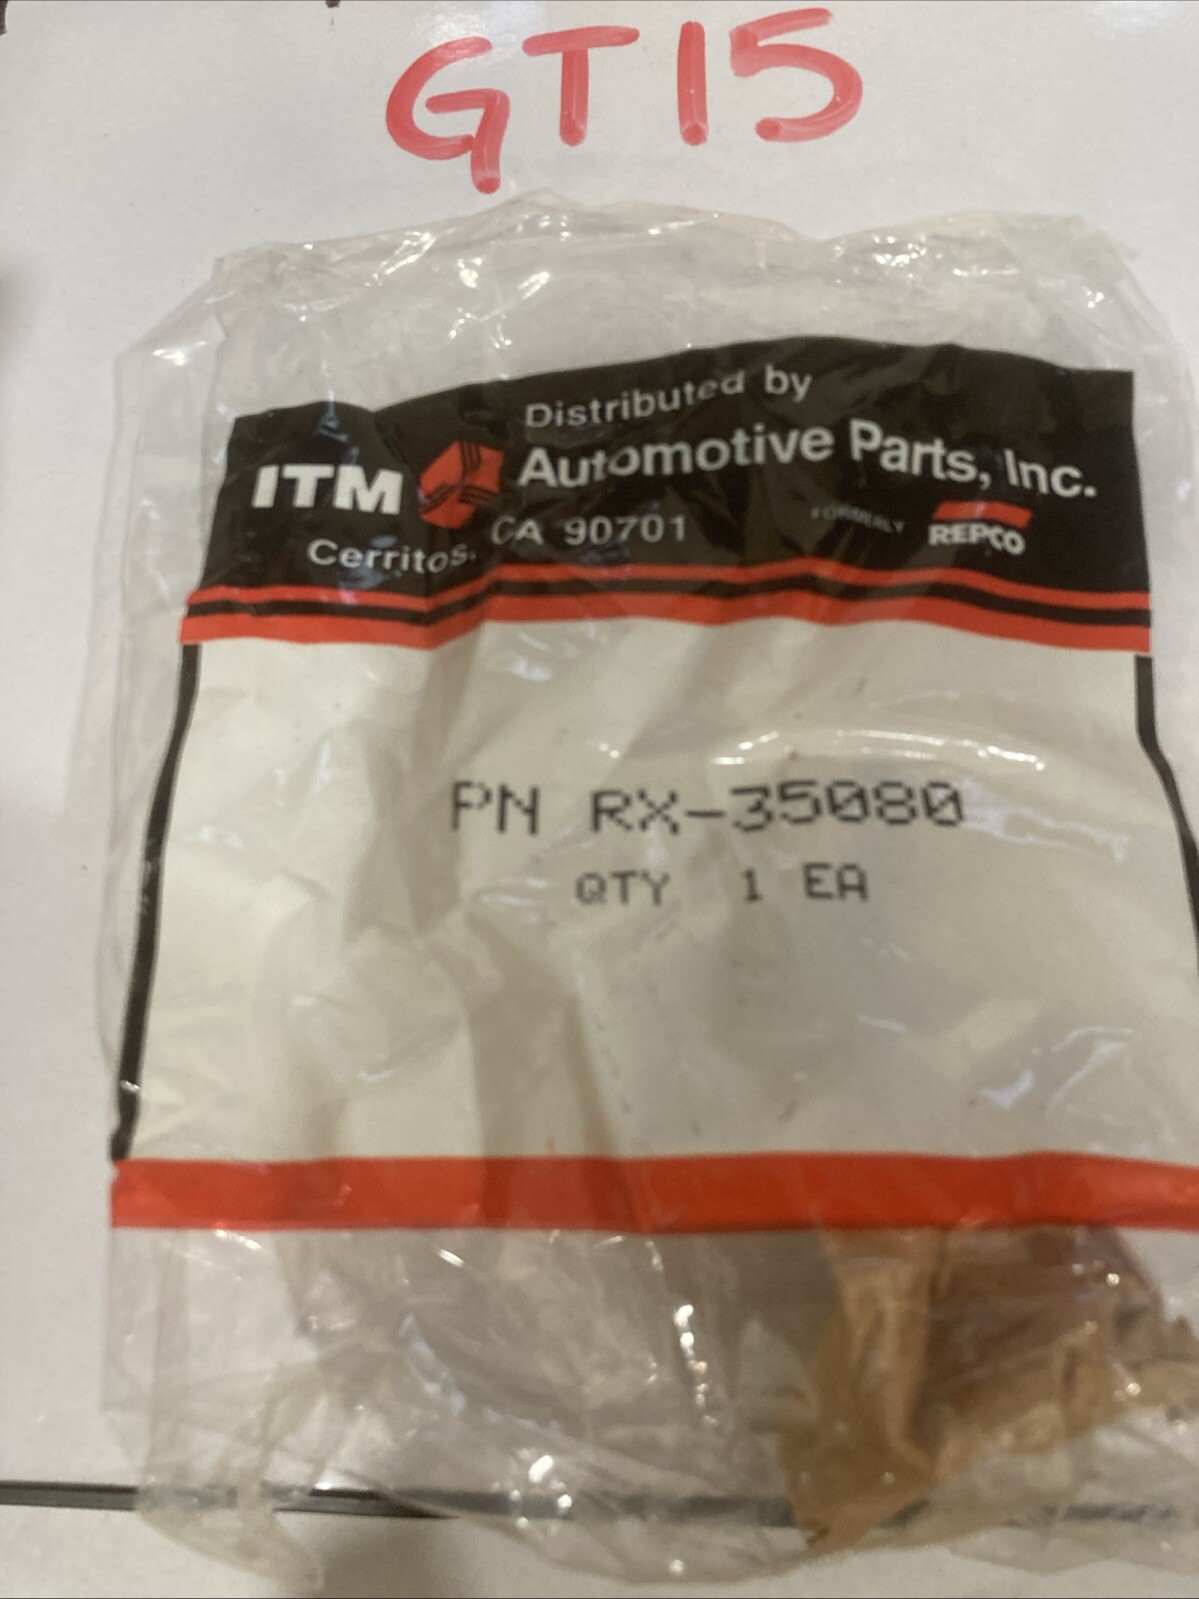 GT15
Distributed by
ITM Automotive Parts, Inc.
Cerritos, CA 90701 FORMERLY REPCO
PN RX-35080
QTY 1 EA